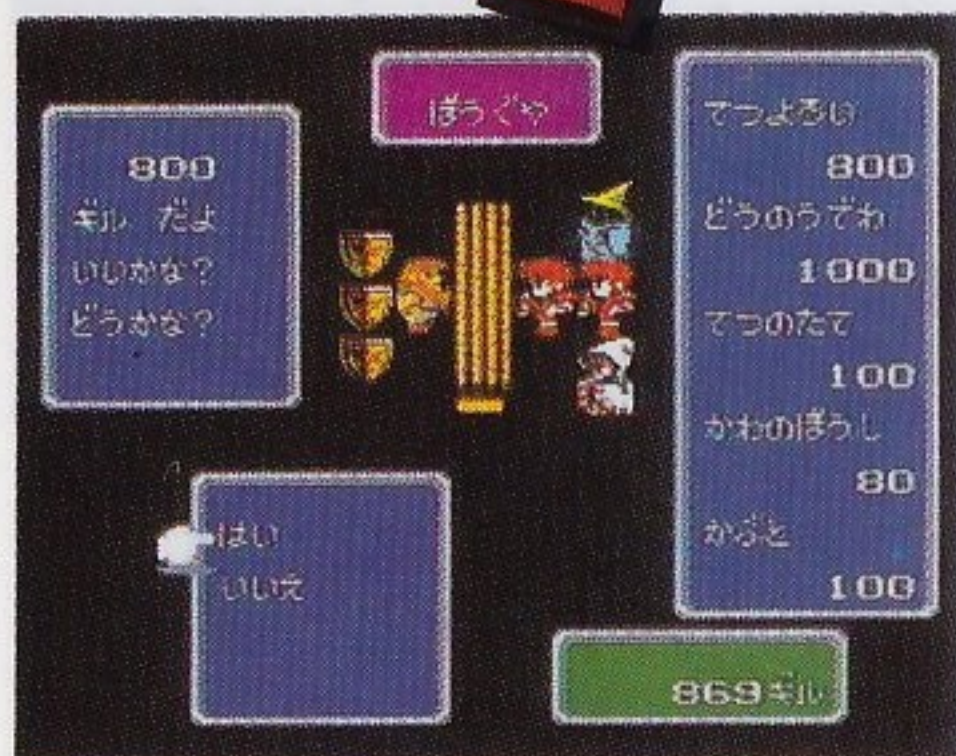 ぼうぐや
800
ギル だよ
いいかな?
どうかな?
てつよろい
800
どうのうでわ
1000
てつのたて
100
かわのぼうし
80
かぶと
100
はい
いいえ
869ギル